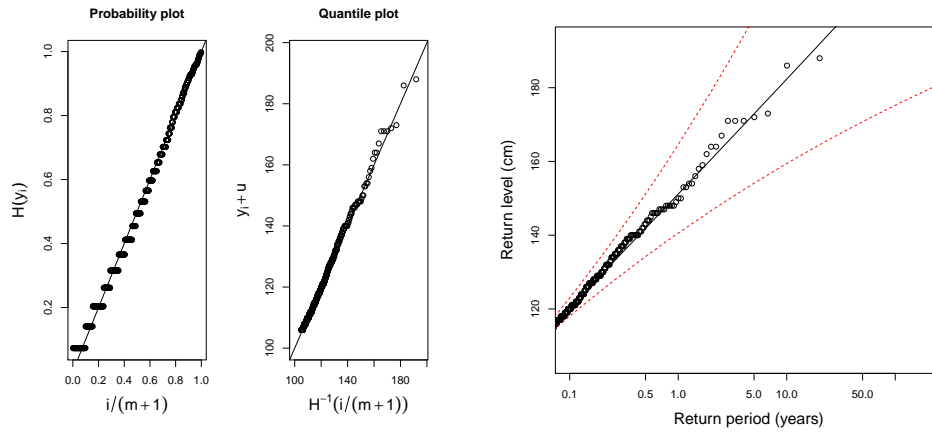 Probability plot
H(yᵢ)
0.2 0.4 0.6 0.8 1.0
0.0 0.2 0.4 0.6 0.8 1.0
i/(m+1)
Quantile plot
yᵢ+u
100 120 140 160 180 200
100 140 180
H⁻¹(i/(m+1))
Return level (cm)
120 140 160 180
0.1 0.5 1.0 5.0 10.0 50.0
Return period (years)